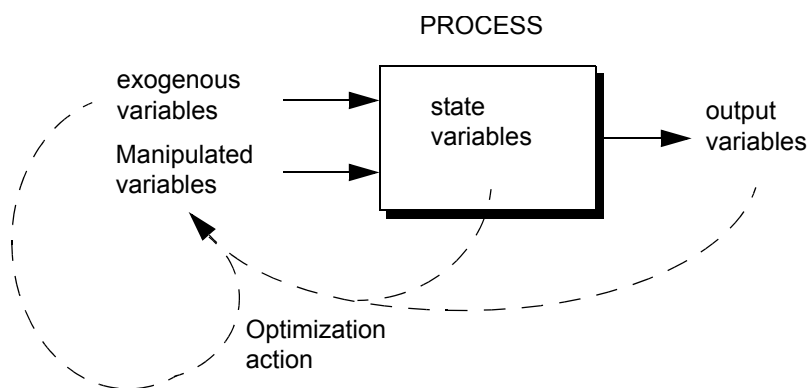 PROCESS
exogenous
variables
Manipulated
variables
state
variables
output
variables
Optimization
action